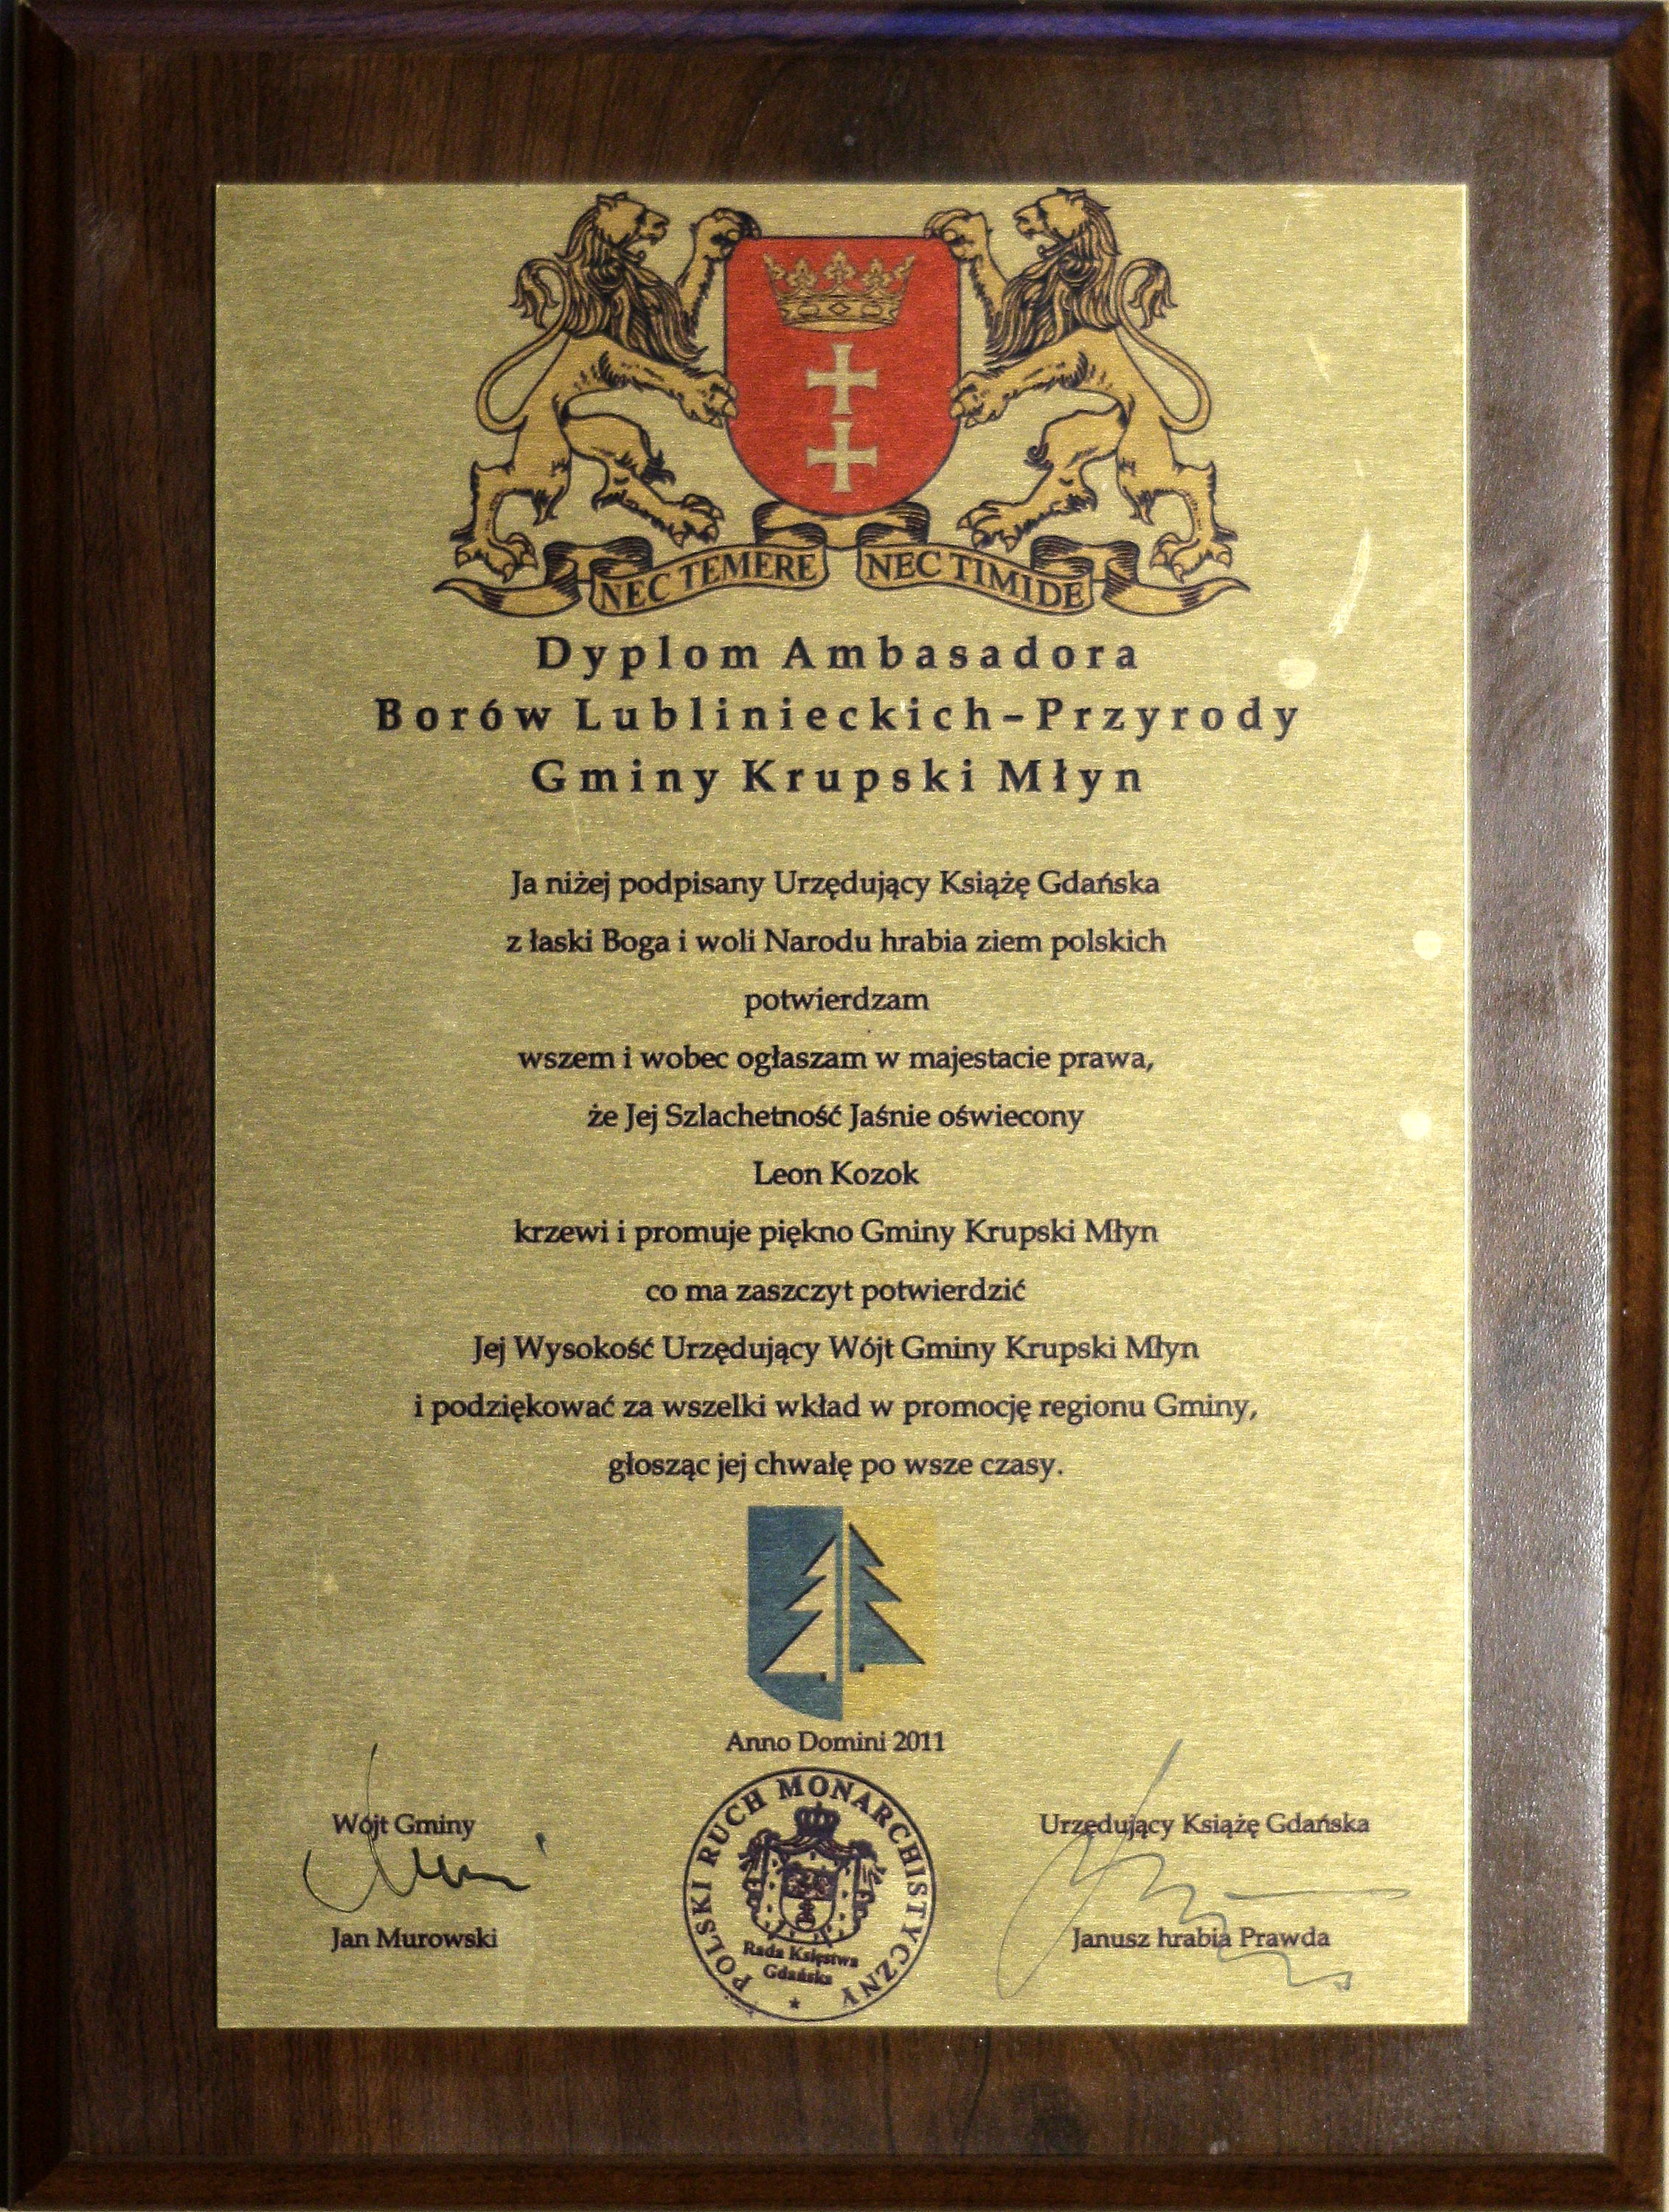 NEC TEMERE NEC TIMIDE
Dyplom Ambasadora
Borów Lublinieckich-Przyrody
Gminy Krupski Młyn
Ja niżej podpisany Urzędujący Książę Gdańska
z łaski Boga i woli Narodu hrabia ziem polskich
potwierdzam
wszem i wobec ogłaszam w majestacie prawa,
że Jej Szlachetność Jaśnie oświecony
Leon Kozok
krzewi i promuje piękno Gminy Krupski Młyn
co ma zaszczyt potwierdzić
Jej Wysokość Urzędujący Wójt Gminy Krupski Młyn
i podziękować za wszelki wkład w promocję regionu Gminy,
głosząc jej chwałę po wsze czasy.
Anno Domini 2011
Wójt Gminy
Jan Murowski
POLSKI RUCH MONARCHISTYCZNY
Rada Księstwa
Gdańska
Urzędujący Książę Gdańska
Janusz hrabia Prawda